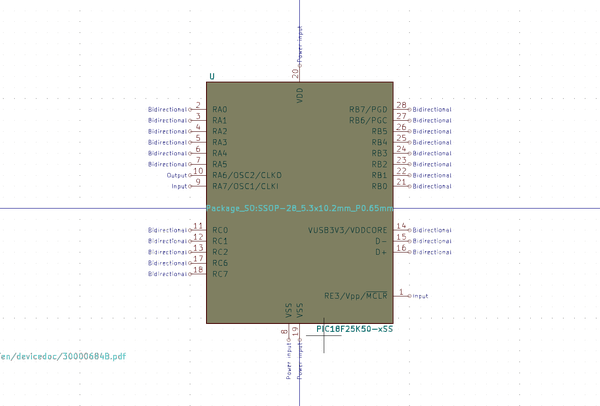 Power input
20
VDD
U
Bidirectional 2 RA0
Bidirectional 3 RA1
Bidirectional 4 RA2
Bidirectional 5 RA3
Bidirectional 6 RA4
Bidirectional 7 RA5
Output 10 RA6/OSC2/CLKO
Input 9 RA7/OSC1/CLKI
RB7/PGD 28 Bidirectional
RB6/PGC 27 Bidirectional
RB5 26 Bidirectional
RB4 25 Bidirectional
RB3 24 Bidirectional
RB2 23 Bidirectional
RB1 22 Bidirectional
RB0 21 Bidirectional
Package_SO:SSOP-28_5.3x10.2mm_P0.65mm
Bidirectional 11 RC0
Bidirectional 12 RC1
Bidirectional 13 RC2
Bidirectional 17 RC6
Bidirectional 18 RC7
VUSB3V3/VDDCORE 14 Bidirectional
D- 15 Bidirectional
D+ 16 Bidirectional
RE3/Vpp/MCLR 1 Input
VSS VSS
8 19
Power input Power input
PIC18F25K50-xSS
en/devicedoc/30000684B.pdf